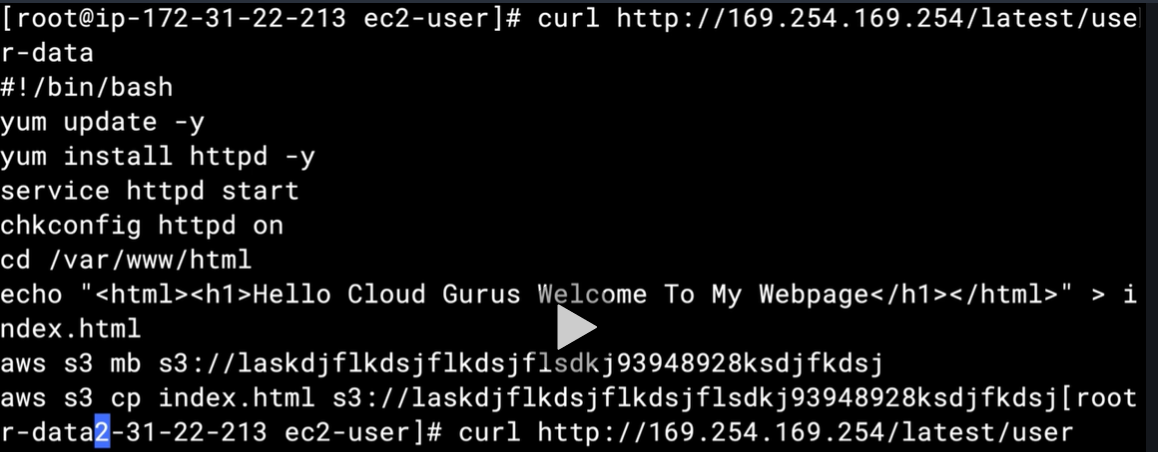 [root@ip-172-31-22-213 ec2-user]# curl http://169.254.169.254/latest/use
r-data
#!/bin/bash
yum update -y
yum install httpd -y
service httpd start
chkconfig httpd on
cd /var/www/html
echo "<html><h1>Hello Cloud Gurus Welcome To My Webpage</h1></html>" > i
ndex.html
aws s3 mb s3://laskdjflkdsjflkdsjflsdkj93948928ksdjfkdsj
aws s3 cp index.html s3://laskdjflkdsjflkdsjflsdkj93948928ksdjfkdsj[root
r-data2-31-22-213 ec2-user]# curl http://169.254.169.254/latest/user